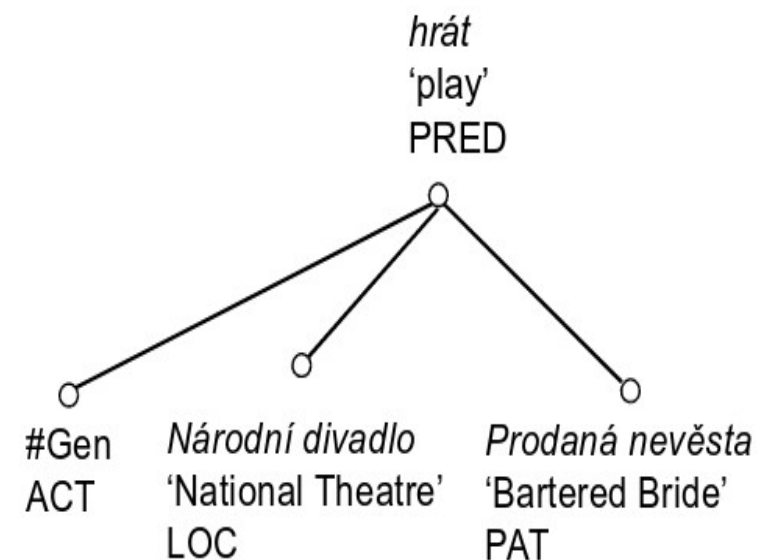 hrát
‘play’
PRED
#Gen
ACT
Národní divadlo
‘National Theatre’
LOC
Prodaná nevěsta
‘Bartered Bride’
PAT